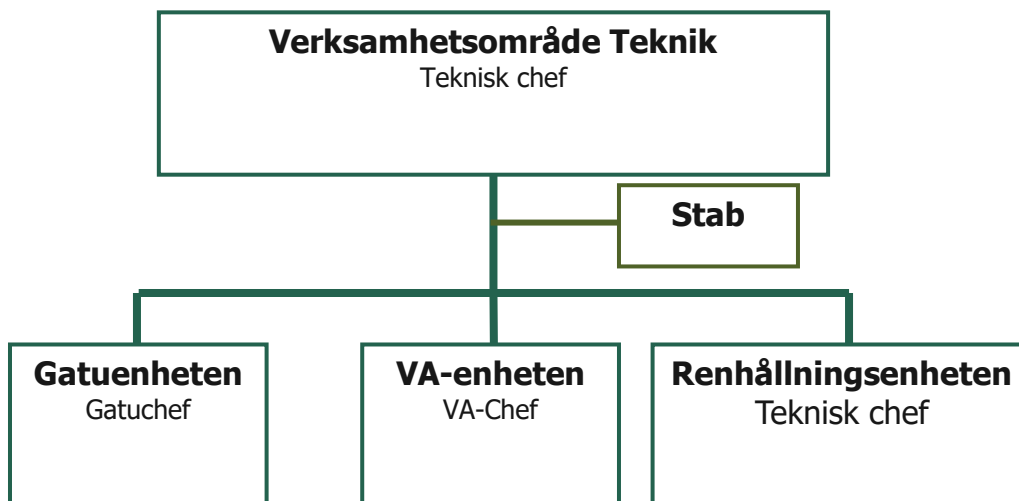 Verksamhetsområde Teknik
Teknisk chef
Stab
Gatuenheten
Gatuchef
VA-enheten
VA-Chef
Renhållningsenheten
Teknisk chef